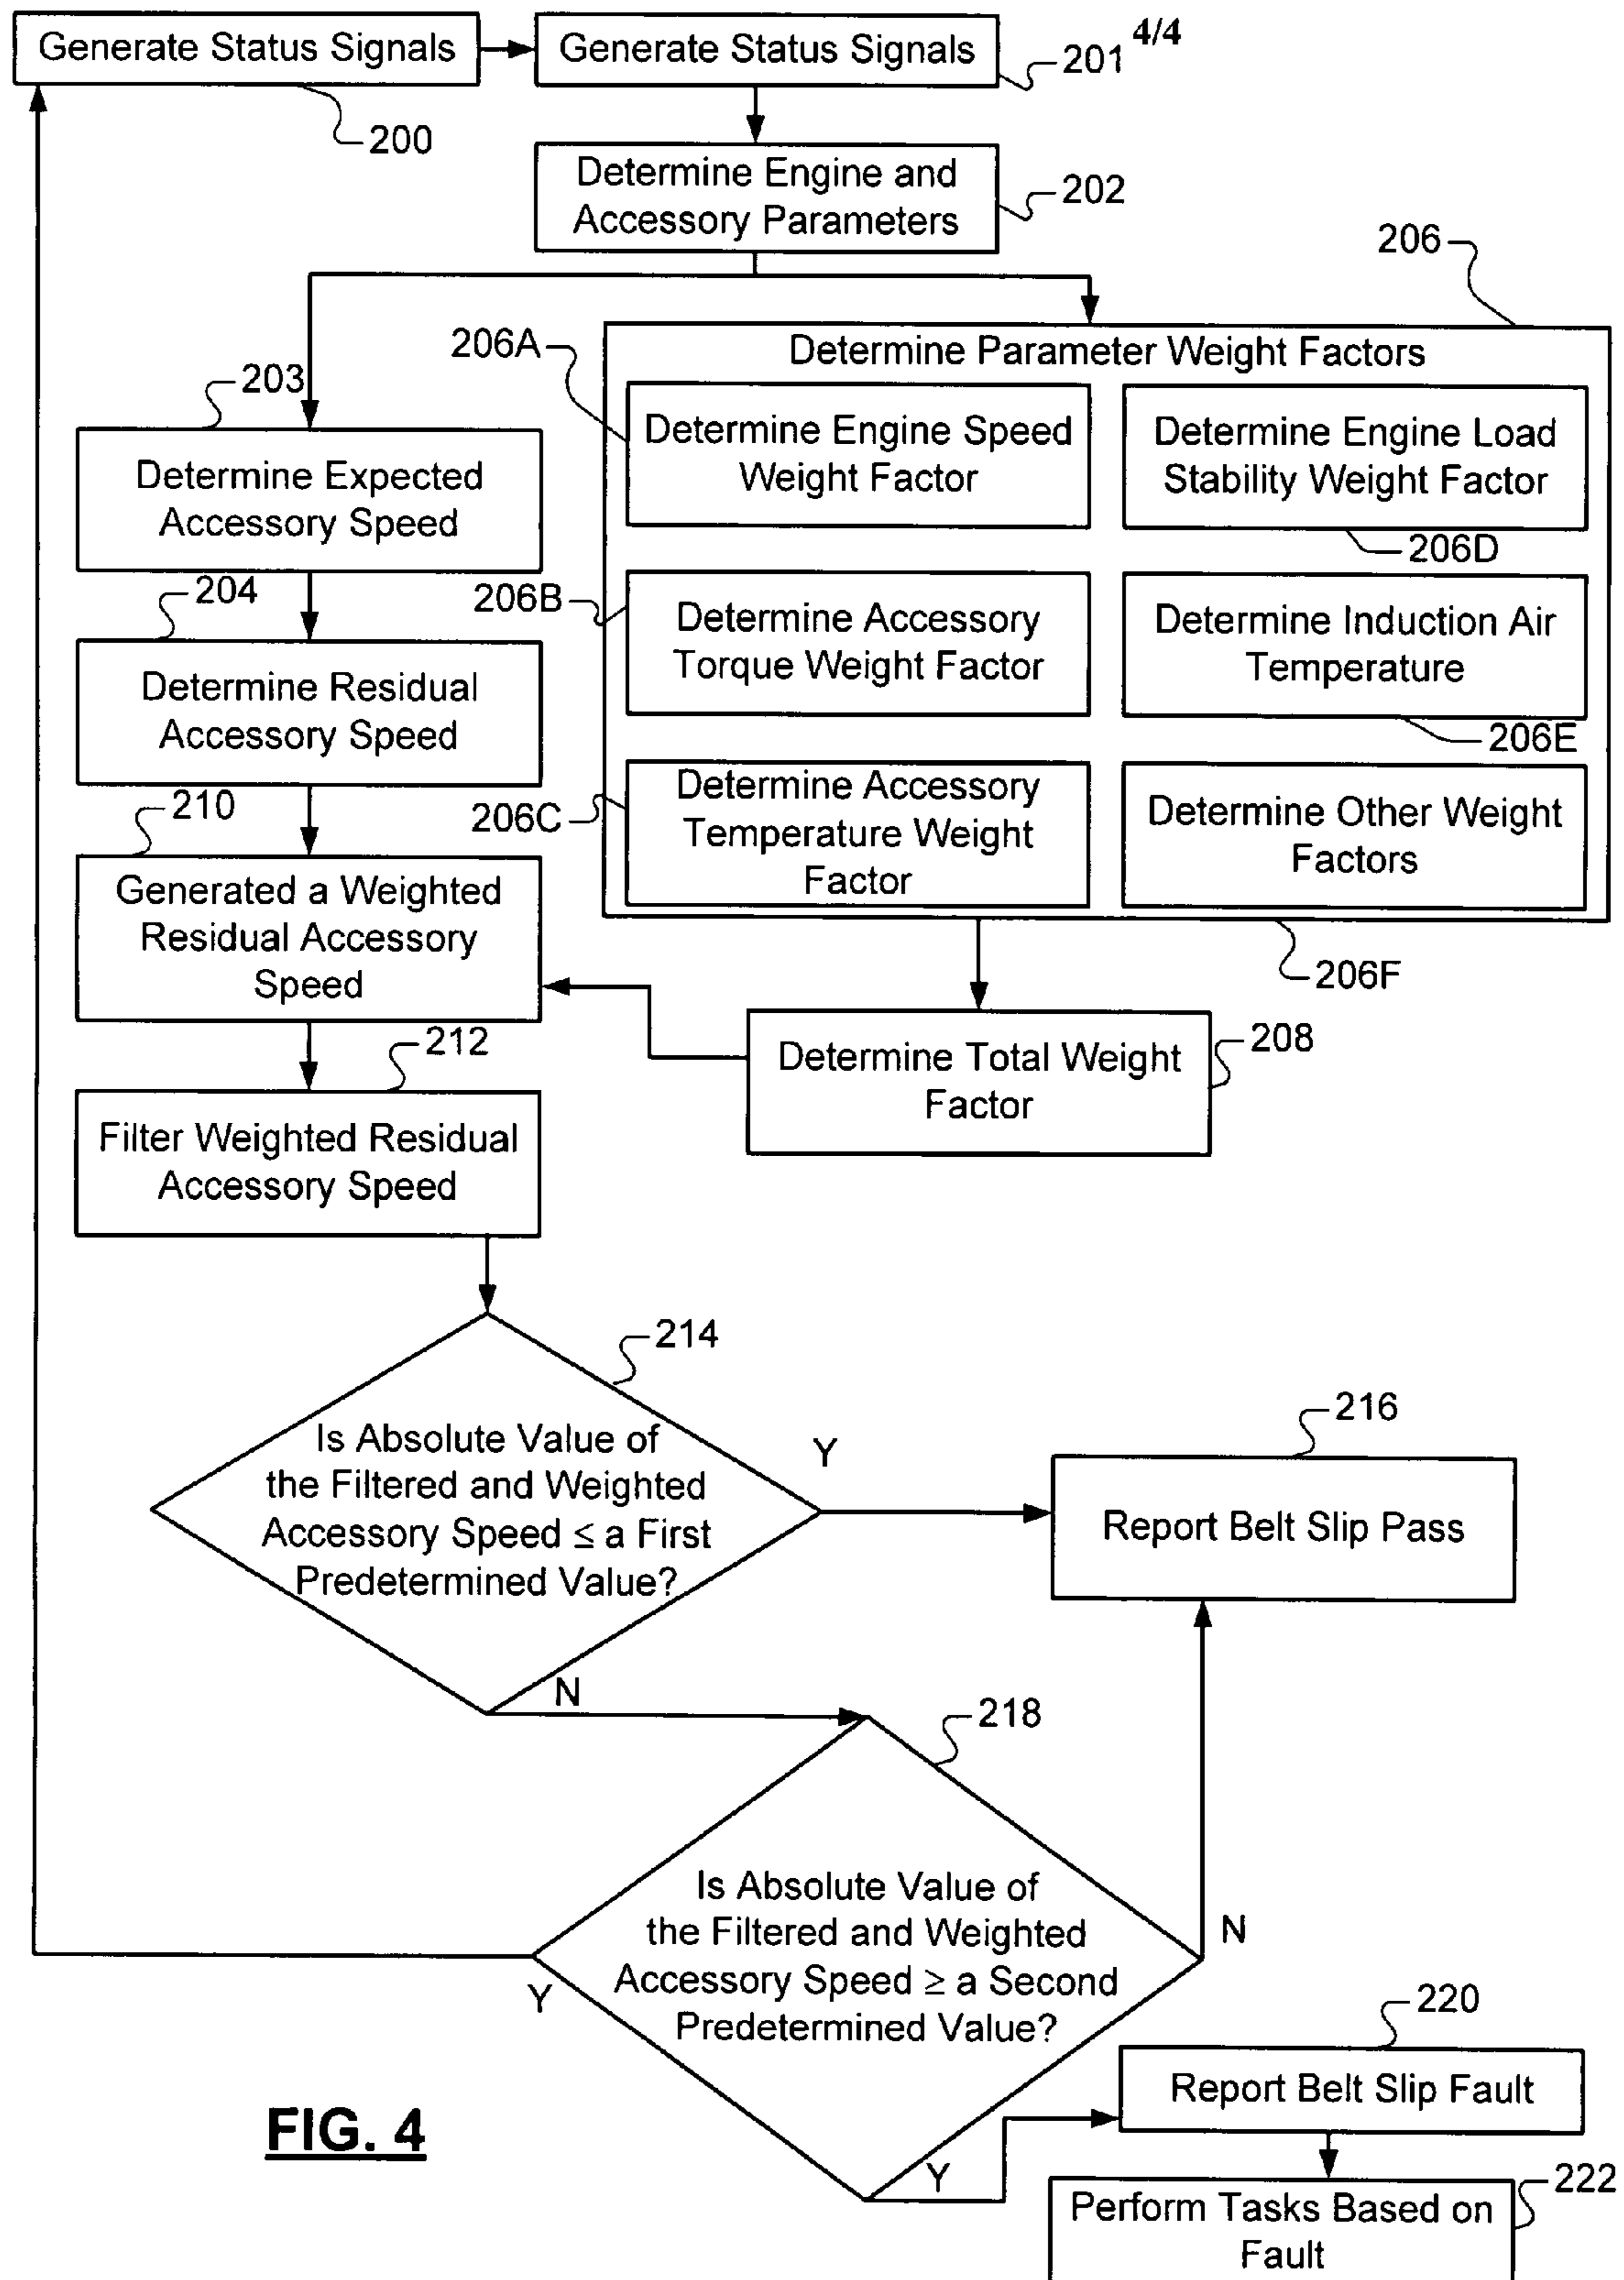 Generate Status Signals
Generate Status Signals
4/4
201
200
Determine Engine and
Accessory Parameters
202
206
206A
Determine Parameter Weight Factors
203
Determine Engine Speed
Weight Factor
Determine Engine Load
Stability Weight Factor
206D
Determine Expected
Accessory Speed
204
206B
Determine Accessory
Torque Weight Factor
Determine Induction Air
Temperature
206E
Determine Residual
Accessory Speed
210
206C
Determine Accessory
Temperature Weight
Factor
Determine Other Weight
Factors
206F
Generated a Weighted
Residual Accessory
Speed
212
Determine Total Weight
Factor
208
Filter Weighted Residual
Accessory Speed
214
Is Absolute Value of
the Filtered and Weighted
Accessory Speed ≤ a First
Predetermined Value?
Y
N
216
Report Belt Slip Pass
218
Is Absolute Value of
the Filtered and Weighted
Accessory Speed ≥ a Second
Predetermined Value?
N
Y
Y
220
Report Belt Slip Fault
222
Perform Tasks Based on
Fault
FIG. 4